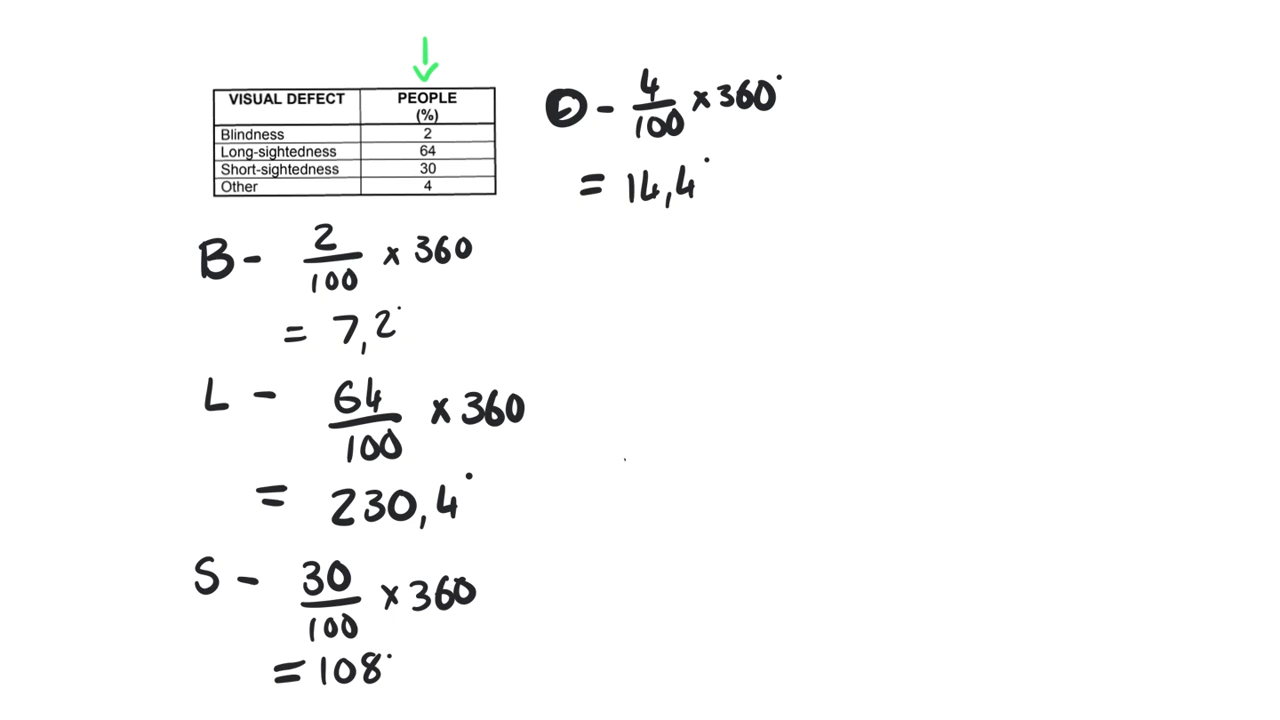 VISUAL DEFECT PEOPLE (%)
Blindness 2
Long-sightedness 64
Short-sightedness 30
Other 4
B - 2/100 x 360
= 7,2°
L - 64/100 x 360
= 230,4°
S - 30/100 x 360
= 108°
O - 4/100 x 360°
= 14,4°